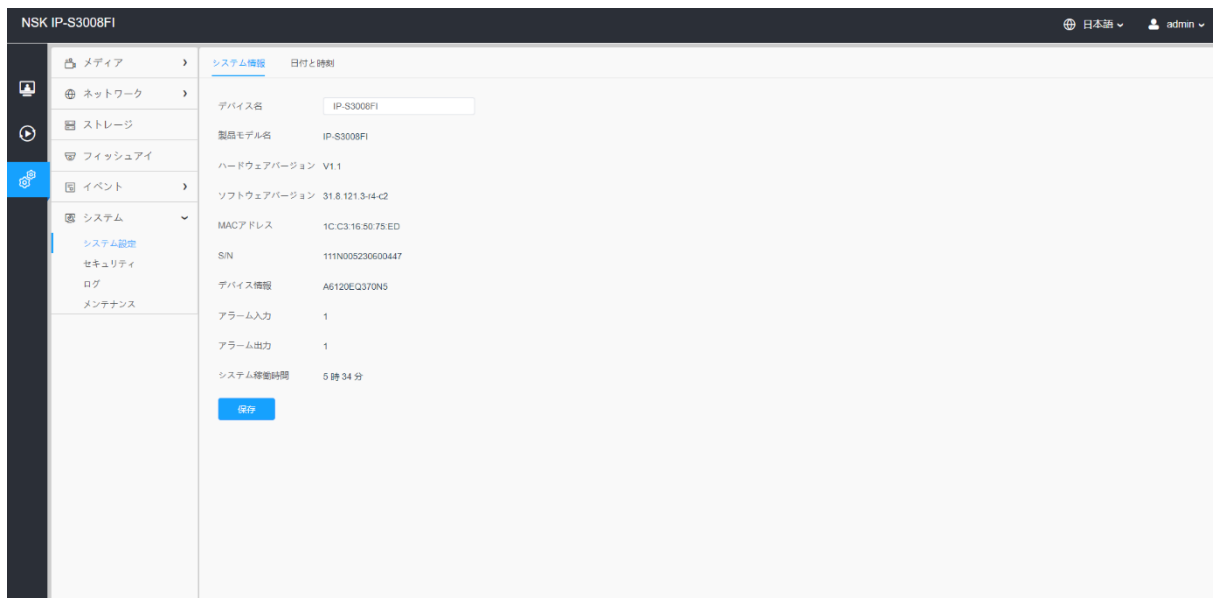 NSK IP-S3008FI
日本語
admin
メディア
ネットワーク
ストレージ
フィッシュアイ
イベント
システム
システム設定
セキュリティ
ログ
メンテナンス
システム情報 日付と時刻
デバイス名 IP-S3008FI
製品モデル名 IP-S3008FI
ハードウェアバージョン V1.1
ソフトウェアバージョン 31.8.121.3-r4-c2
MACアドレス 1C:C3:16:50:75:ED
S/N 111N005230600447
デバイス情報 A6120EQ370N5
アラーム入力 1
アラーム出力 1
システム稼働時間 5 時 34 分
保存